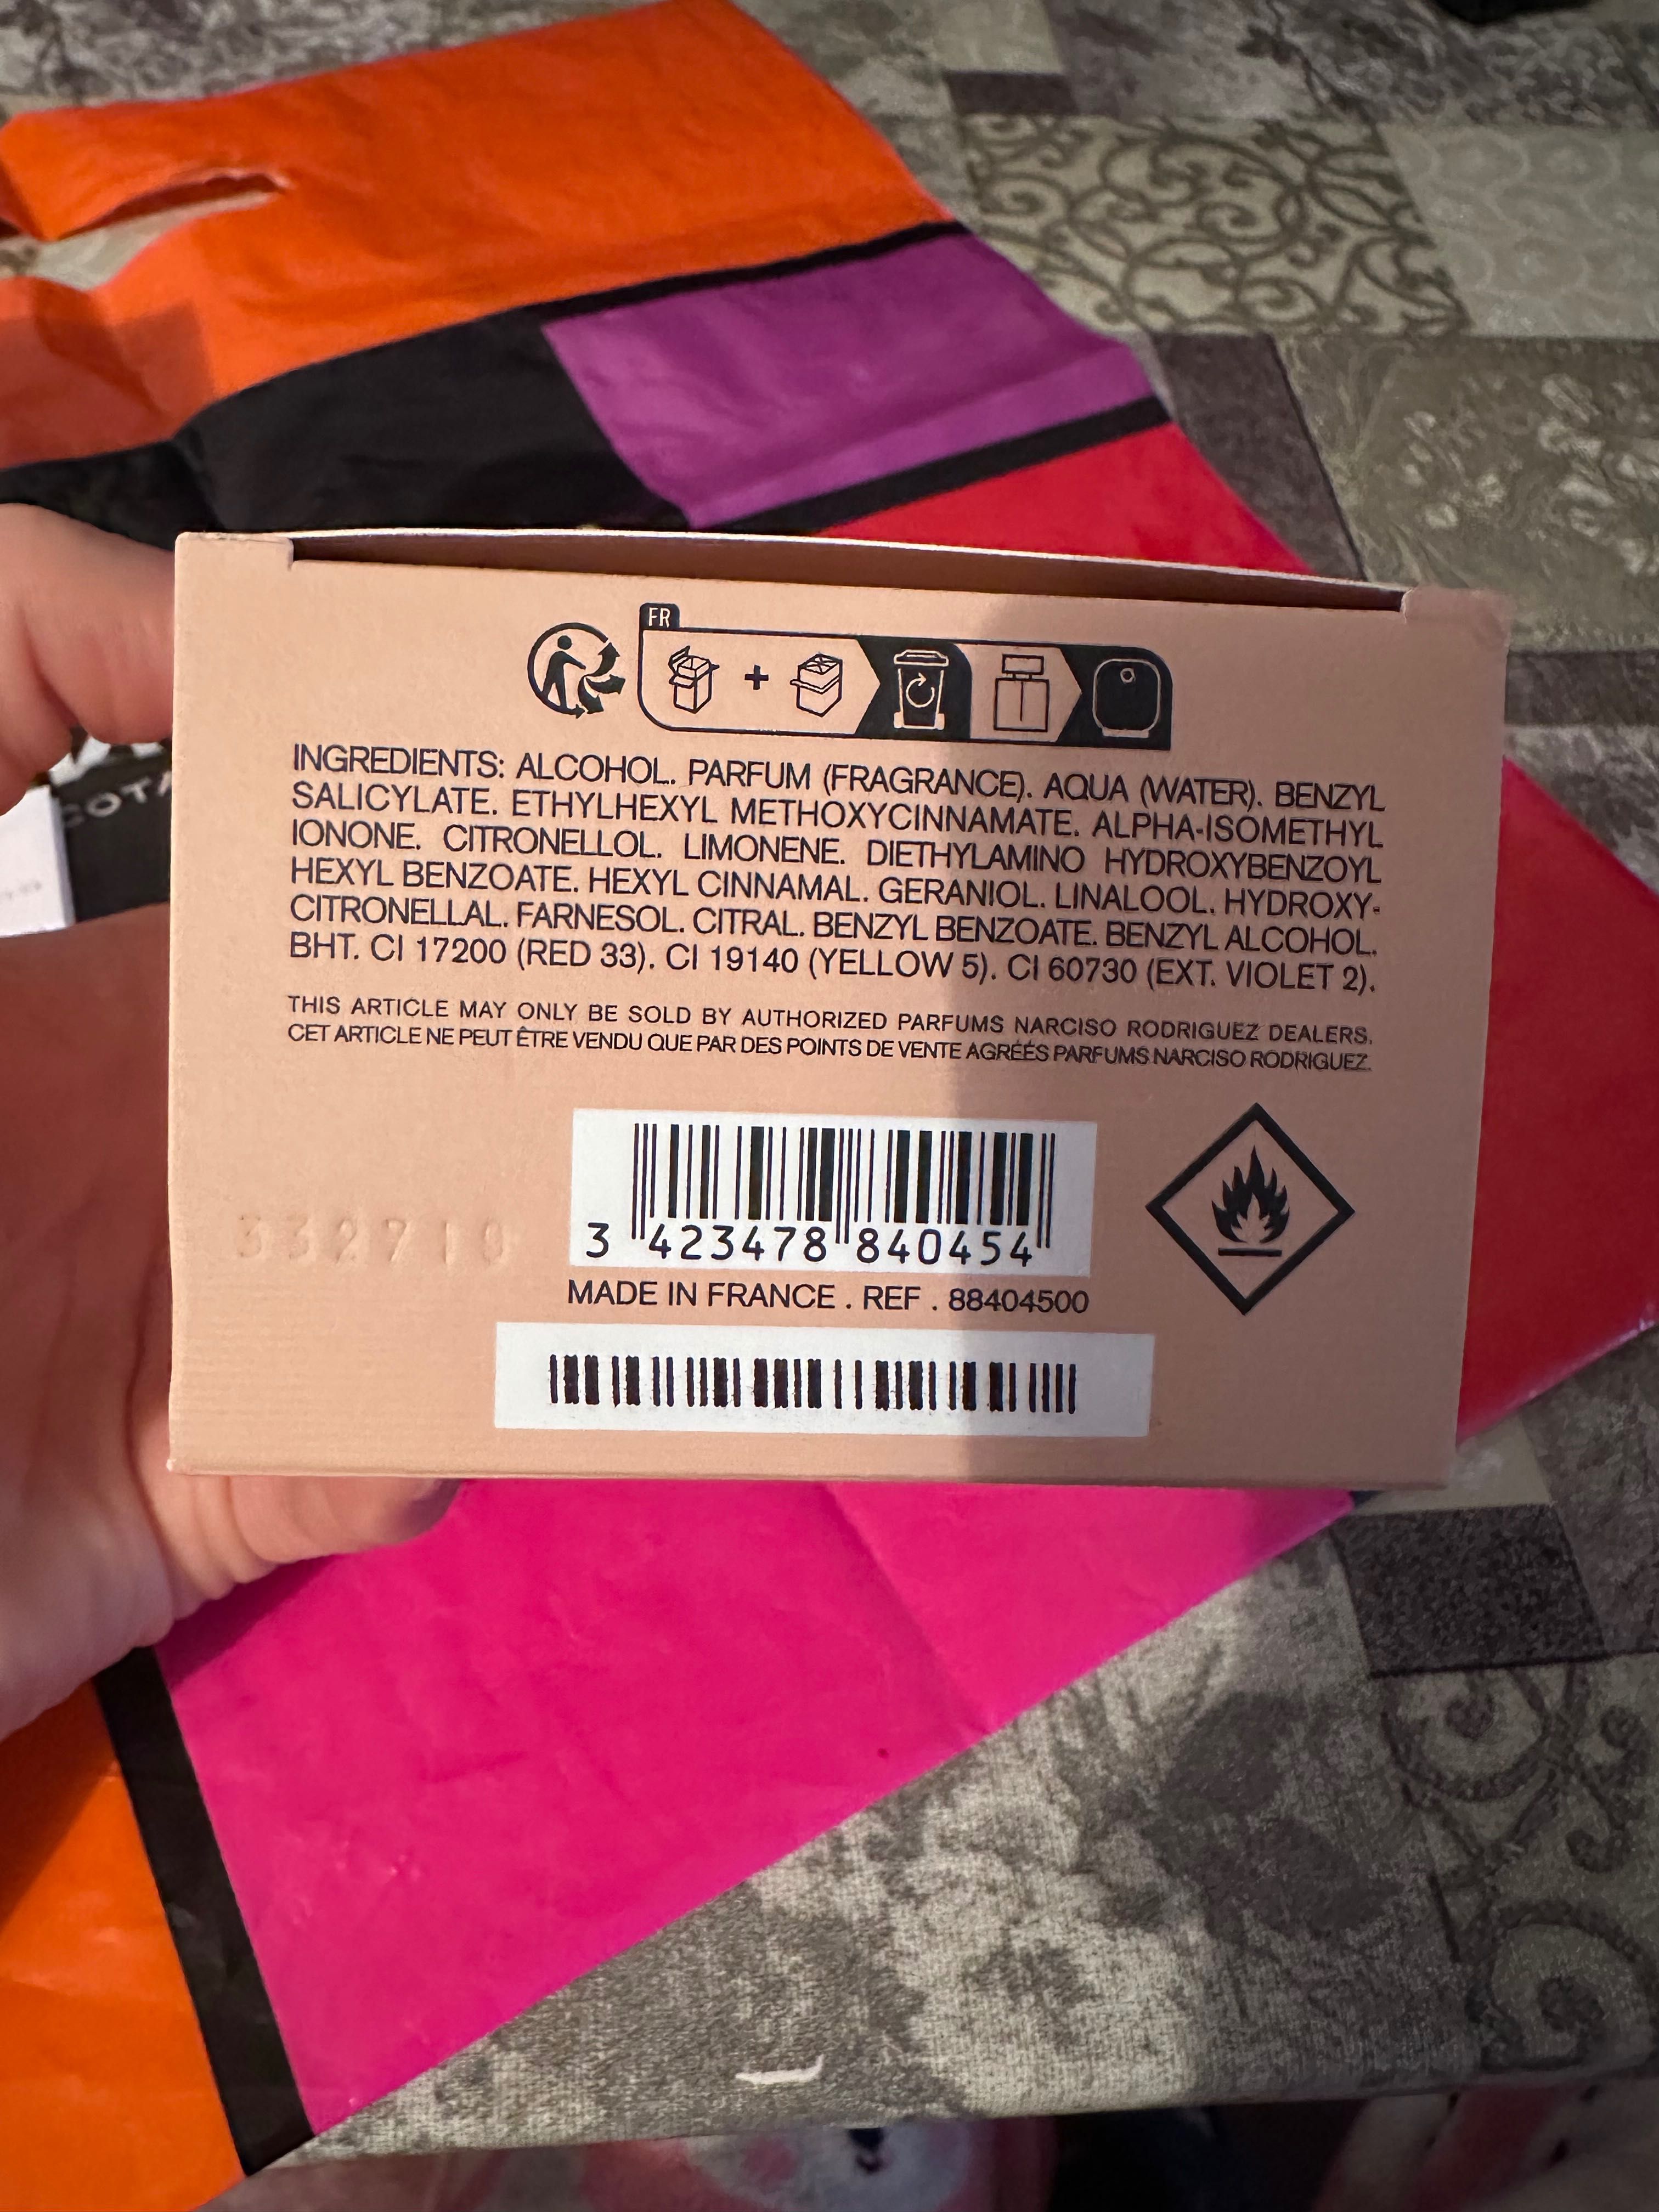 FR
INGREDIENTS: ALCOHOL. PARFUM (FRAGRANCE). AQUA (WATER). BENZYL
SALICYLATE. ETHYLHEXYL METHOXYCINNAMATE. ALPHA-ISOMETHYL
IONONE. CITRONELLOL. LIMONENE. DIETHYLAMINO HYDROXYBENZOYL
HEXYL BENZOATE. HEXYL CINNAMAL. GERANIOL. LINALOOL. HYDROXY-
CITRONELLAL. FARNESOL. CITRAL. BENZYL BENZOATE. BENZYL ALCOHOL.
BHT. CI 17200 (RED 33). CI 19140 (YELLOW 5). CI 60730 (EXT. VIOLET 2).
THIS ARTICLE MAY ONLY BE SOLD BY AUTHORIZED PARFUMS NARCISO RODRIGUEZ DEALERS.
CET ARTICLE NE PEUT ÊTRE VENDU QUE PAR DES POINTS DE VENTE AGRÉÉS PARFUMS NARCISO RODRIGUEZ.
332710
3 423478 840454
MADE IN FRANCE . REF . 88404500